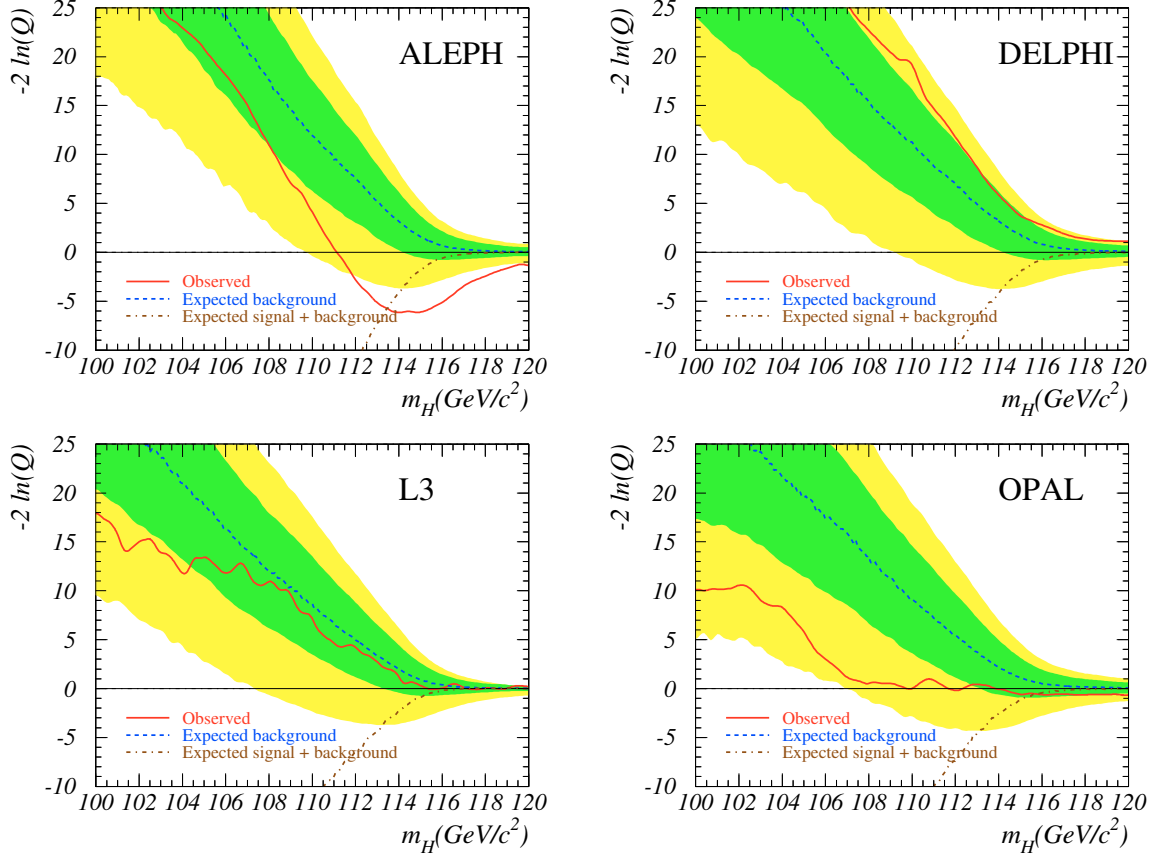 ALEPH
-2 ln(Q)
25
20
15
10
5
0
-5
-10
Observed
Expected background
Expected signal + background
100 102 104 106 108 110 112 114 116 118 120
m_H(GeV/c²)
DELPHI
-2 ln(Q)
25
20
15
10
5
0
-5
-10
Observed
Expected background
Expected signal + background
100 102 104 106 108 110 112 114 116 118 120
m_H(GeV/c²)
L3
-2 ln(Q)
25
20
15
10
5
0
-5
-10
Observed
Expected background
Expected signal + background
100 102 104 106 108 110 112 114 116 118 120
m_H(GeV/c²)
OPAL
-2 ln(Q)
25
20
15
10
5
0
-5
-10
Observed
Expected background
Expected signal + background
100 102 104 106 108 110 112 114 116 118 120
m_H(GeV/c²)